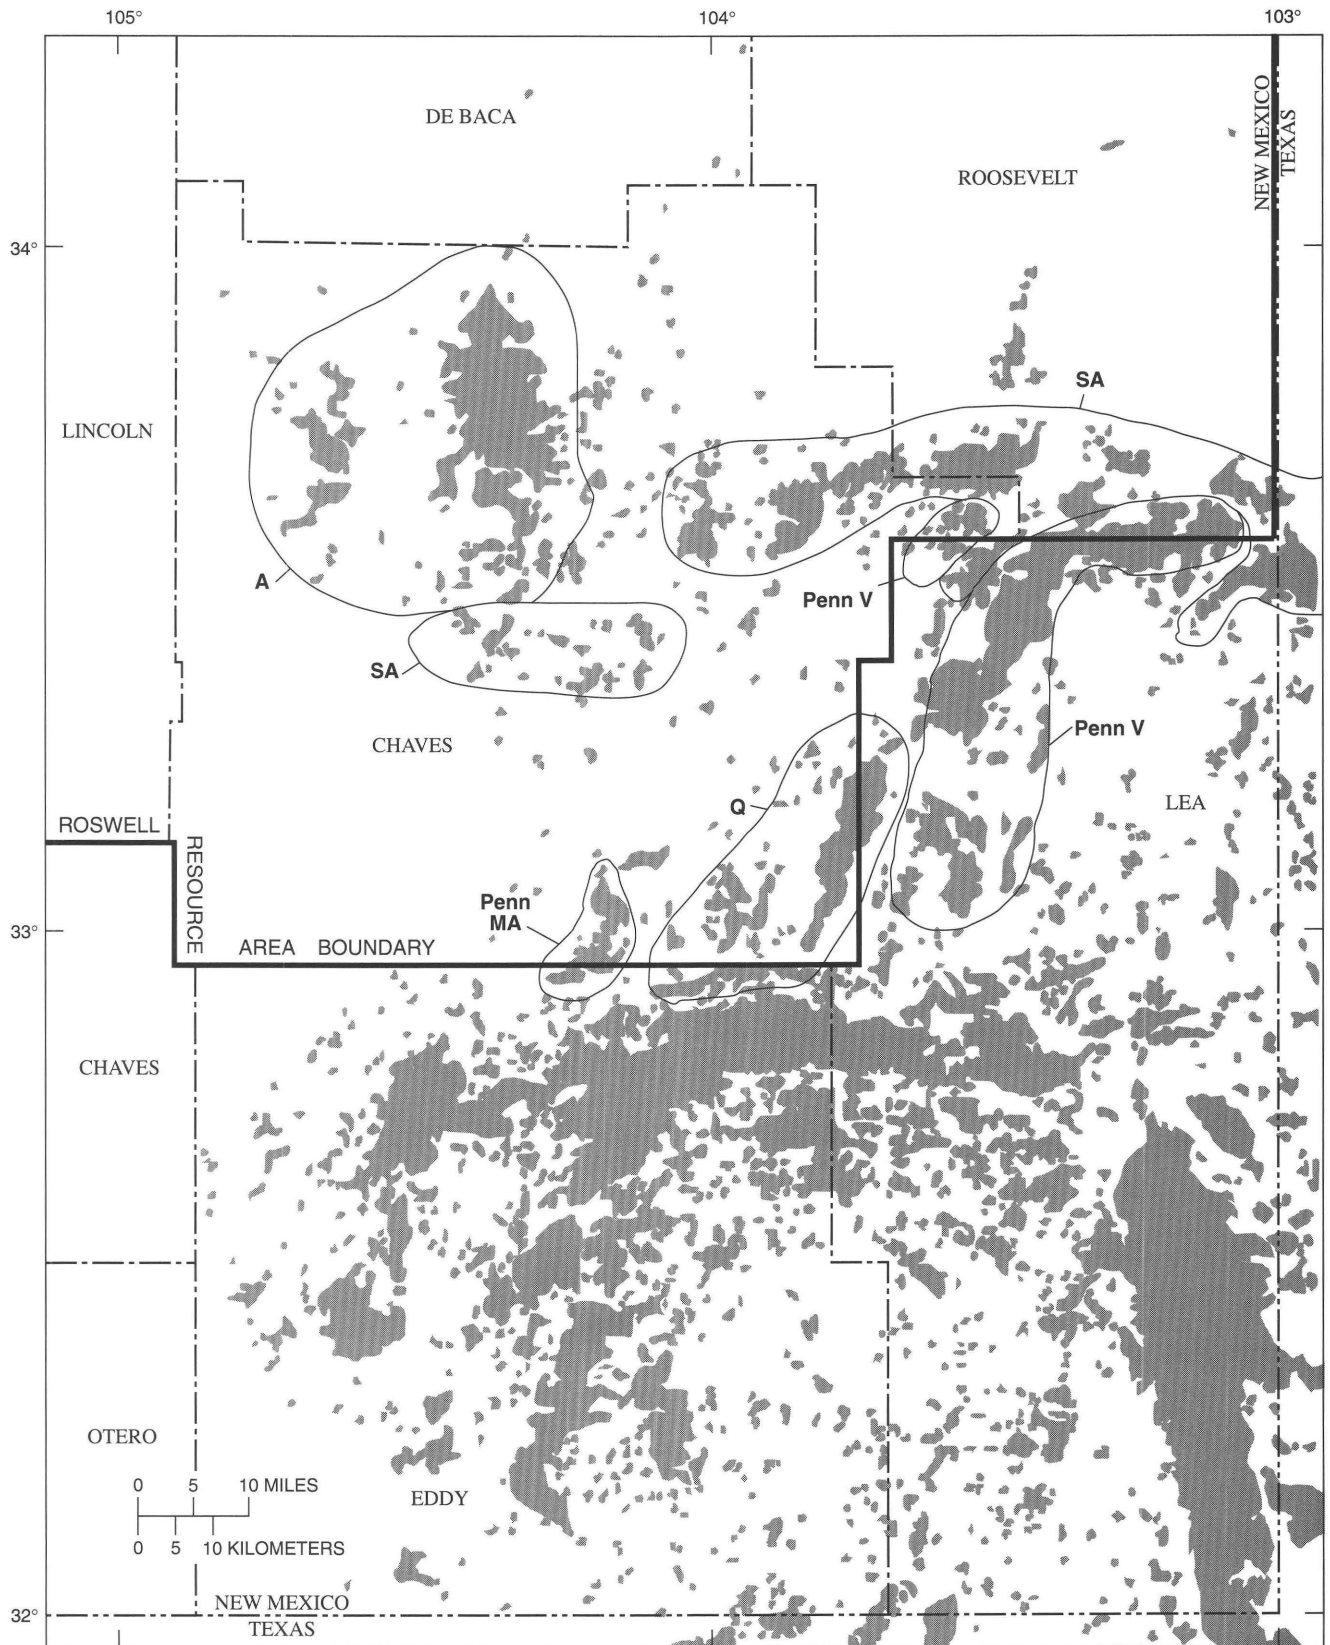 105°
104°
103°
DE BACA
NEW MEXICO
TEXAS
ROOSEVELT
34°
SA
LINCOLN
A
Penn V
SA
Penn V
CHAVES
Q
LEA
ROSWELL
RESOURCE
Penn
MA
33°
AREA BOUNDARY
CHAVES
OTERO
0 5 10 MILES
EDDY
0 5 10 KILOMETERS
NEW MEXICO
32°
TEXAS